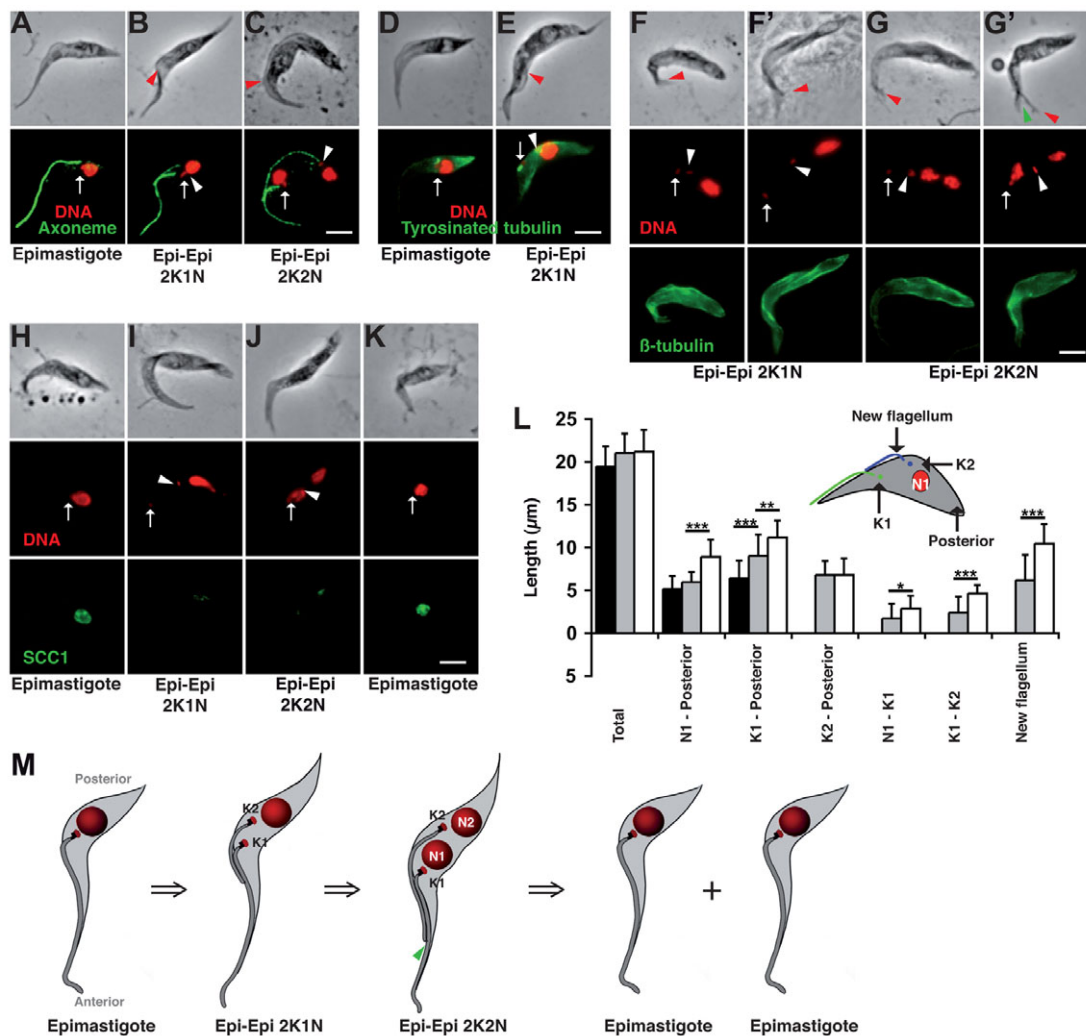 A B C D E F F' G G'
DNA
Axoneme
DNA
Tyrosinated tubulin
DNA
Epimastigote
Epi-Epi
2K1N
Epi-Epi
2K2N
Epimastigote
Epi-Epi
2K1N
ß-tubulin
Epi-Epi 2K1N
Epi-Epi 2K2N
H I J K
DNA
SCC1
Epimastigote
Epi-Epi
2K1N
Epi-Epi
2K2N
Epimastigote
L
Length (µm)
25
20
15
10
5
0
5
*** *** ** * *** ***
New flagellum
K2
N1
K1
Posterior
Total
N1 - Posterior
K1 - Posterior
K2 - Posterior
N1 - K1
K1 - K2
New flagellum
M
Posterior
Anterior
K2
K1
K2
N2
N1
K1
⇒ ⇒ ⇒ +
Epimastigote
Epi-Epi 2K1N
Epi-Epi 2K2N
Epimastigote
Epimastigote